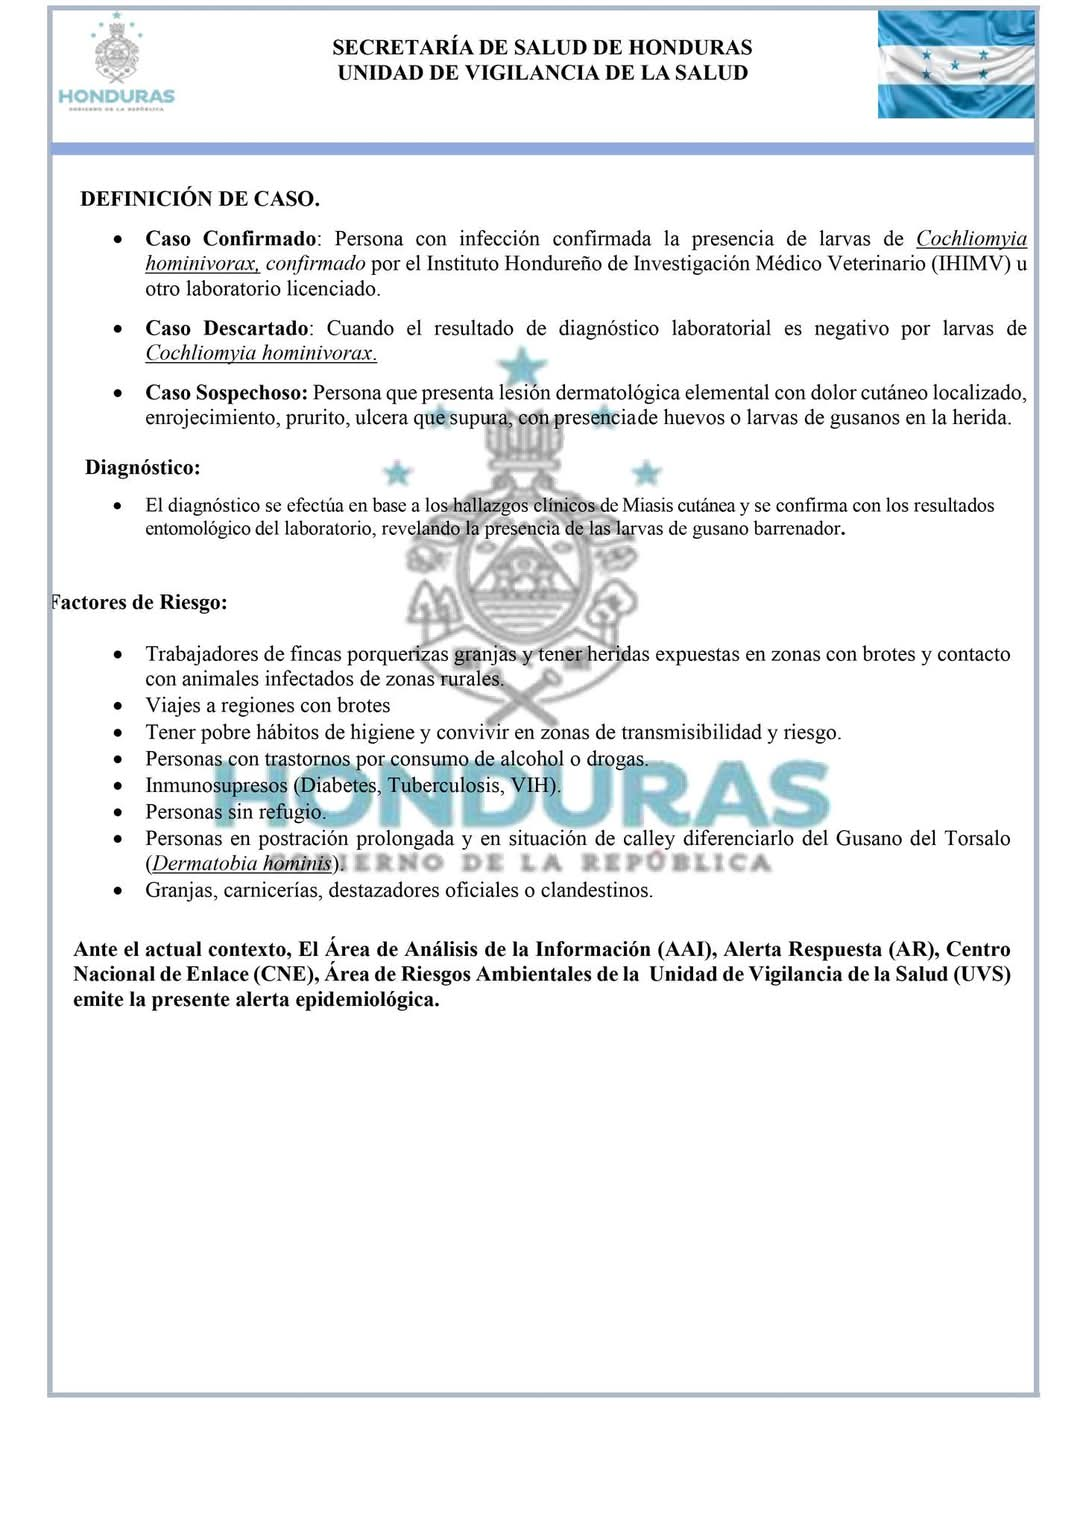 SECRETARÍA DE SALUD DE HONDURAS
UNIDAD DE VIGILANCIA DE LA SALUD
HONDURAS
GOBIERNO DE LA REPÚBLICA
DEFINICIÓN DE CASO.
• Caso Confirmado: Persona con infección confirmada la presencia de larvas de Cochliomyia
hominivorax, confirmado por el Instituto Hondureño de Investigación Médico Veterinario (IHIMV) u
otro laboratorio licenciado.
• Caso Descartado: Cuando el resultado de diagnóstico laboratorial es negativo por larvas de
Cochliomyia hominivorax.
• Caso Sospechoso: Persona que presenta lesión dermatológica elemental con dolor cutáneo localizado,
enrojecimiento, prurito, ulcera que supura, con presenciade huevos o larvas de gusanos en la herida.
Diagnóstico:
• El diagnóstico se efectúa en base a los hallazgos clínicos de Miasis cutánea y se confirma con los resultados
entomológico del laboratorio, revelando la presencia de las larvas de gusano barrenador.
Factores de Riesgo:
• Trabajadores de fincas porquerizas granjas y tener heridas expuestas en zonas con brotes y contacto
con animales infectados de zonas rurales.
• Viajes a regiones con brotes
• Tener pobre hábitos de higiene y convivir en zonas de transmisibilidad y riesgo.
• Personas con trastornos por consumo de alcohol o drogas.
• Inmunosupresos (Diabetes, Tuberculosis, VIH).
• Personas sin refugio.
• Personas en postración prolongada y en situación de calley diferenciarlo del Gusano del Torsalo
(Dermatobia hominis).
• Granjas, carnicerías, destazadores oficiales o clandestinos.
HONDURAS
GOBIERNO DE LA REPÚBLICA
Ante el actual contexto, El Área de Análisis de la Información (AAI), Alerta Respuesta (AR), Centro
Nacional de Enlace (CNE), Área de Riesgos Ambientales de la Unidad de Vigilancia de la Salud (UVS)
emite la presente alerta epidemiológica.